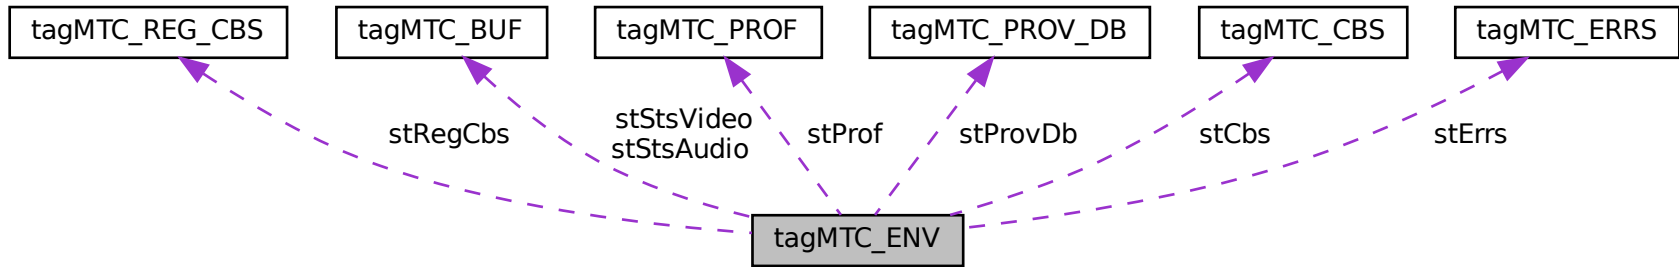 tagMTC_REG_CBS
tagMTC_BUF
tagMTC_PROF
tagMTC_PROV_DB
tagMTC_CBS
tagMTC_ERRS
stRegCbs
stStsVideo
stStsAudio
stProf
stProvDb
stCbs
stErrs
tagMTC_ENV